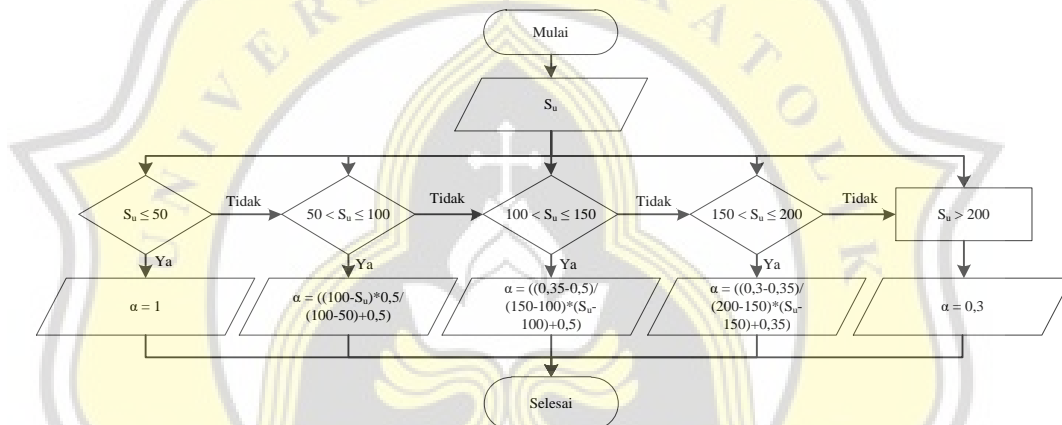 UNIVERS KATOLIK
Mulai
Sᵤ
Sᵤ ≤ 50
Tidak
50 < Sᵤ ≤ 100
Tidak
100 < Sᵤ ≤ 150
Tidak
150 < Sᵤ ≤ 200
Tidak
Sᵤ > 200
Ya
Ya
Ya
Ya
α = 1
α = ((100-Sᵤ)*0,5/
(100-50)+0,5)
α = ((0,35-0,5)/
(150-100)*(Sᵤ-
100)+0,5)
α = ((0,3-0,35)/
(200-150)*(Sᵤ-
150)+0,35)
α = 0,3
Selesai